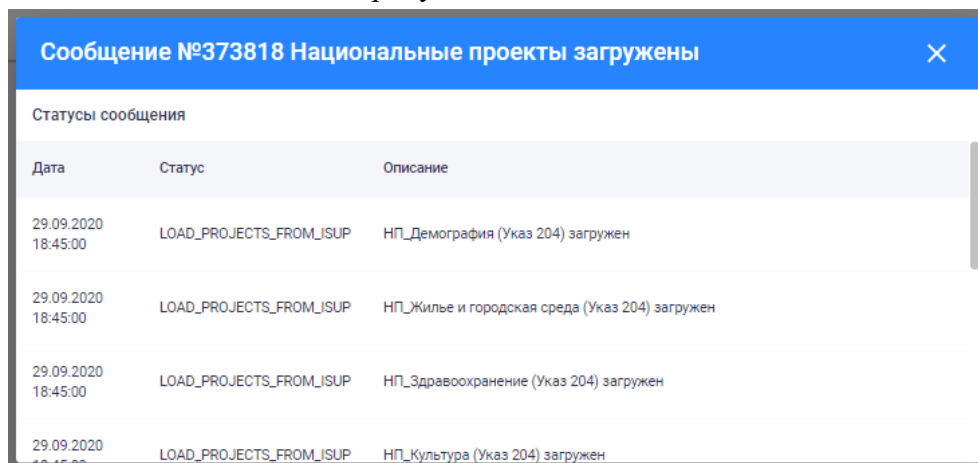 Сообщение №373818 Национальные проекты загружены
Статусы сообщения
Дата Статус Описание
29.09.2020
18:45:00 LOAD_PROJECTS_FROM_ISUP НП_Демография (Указ 204) загружен
29.09.2020
18:45:00 LOAD_PROJECTS_FROM_ISUP НП_Жилье и городская среда (Указ 204) загружен
29.09.2020
18:45:00 LOAD_PROJECTS_FROM_ISUP НП_Здравоохранение (Указ 204) загружен
29.09.2020
LOAD_PROJECTS_FROM_ISUP НП_Культура (Указ 204) загружен